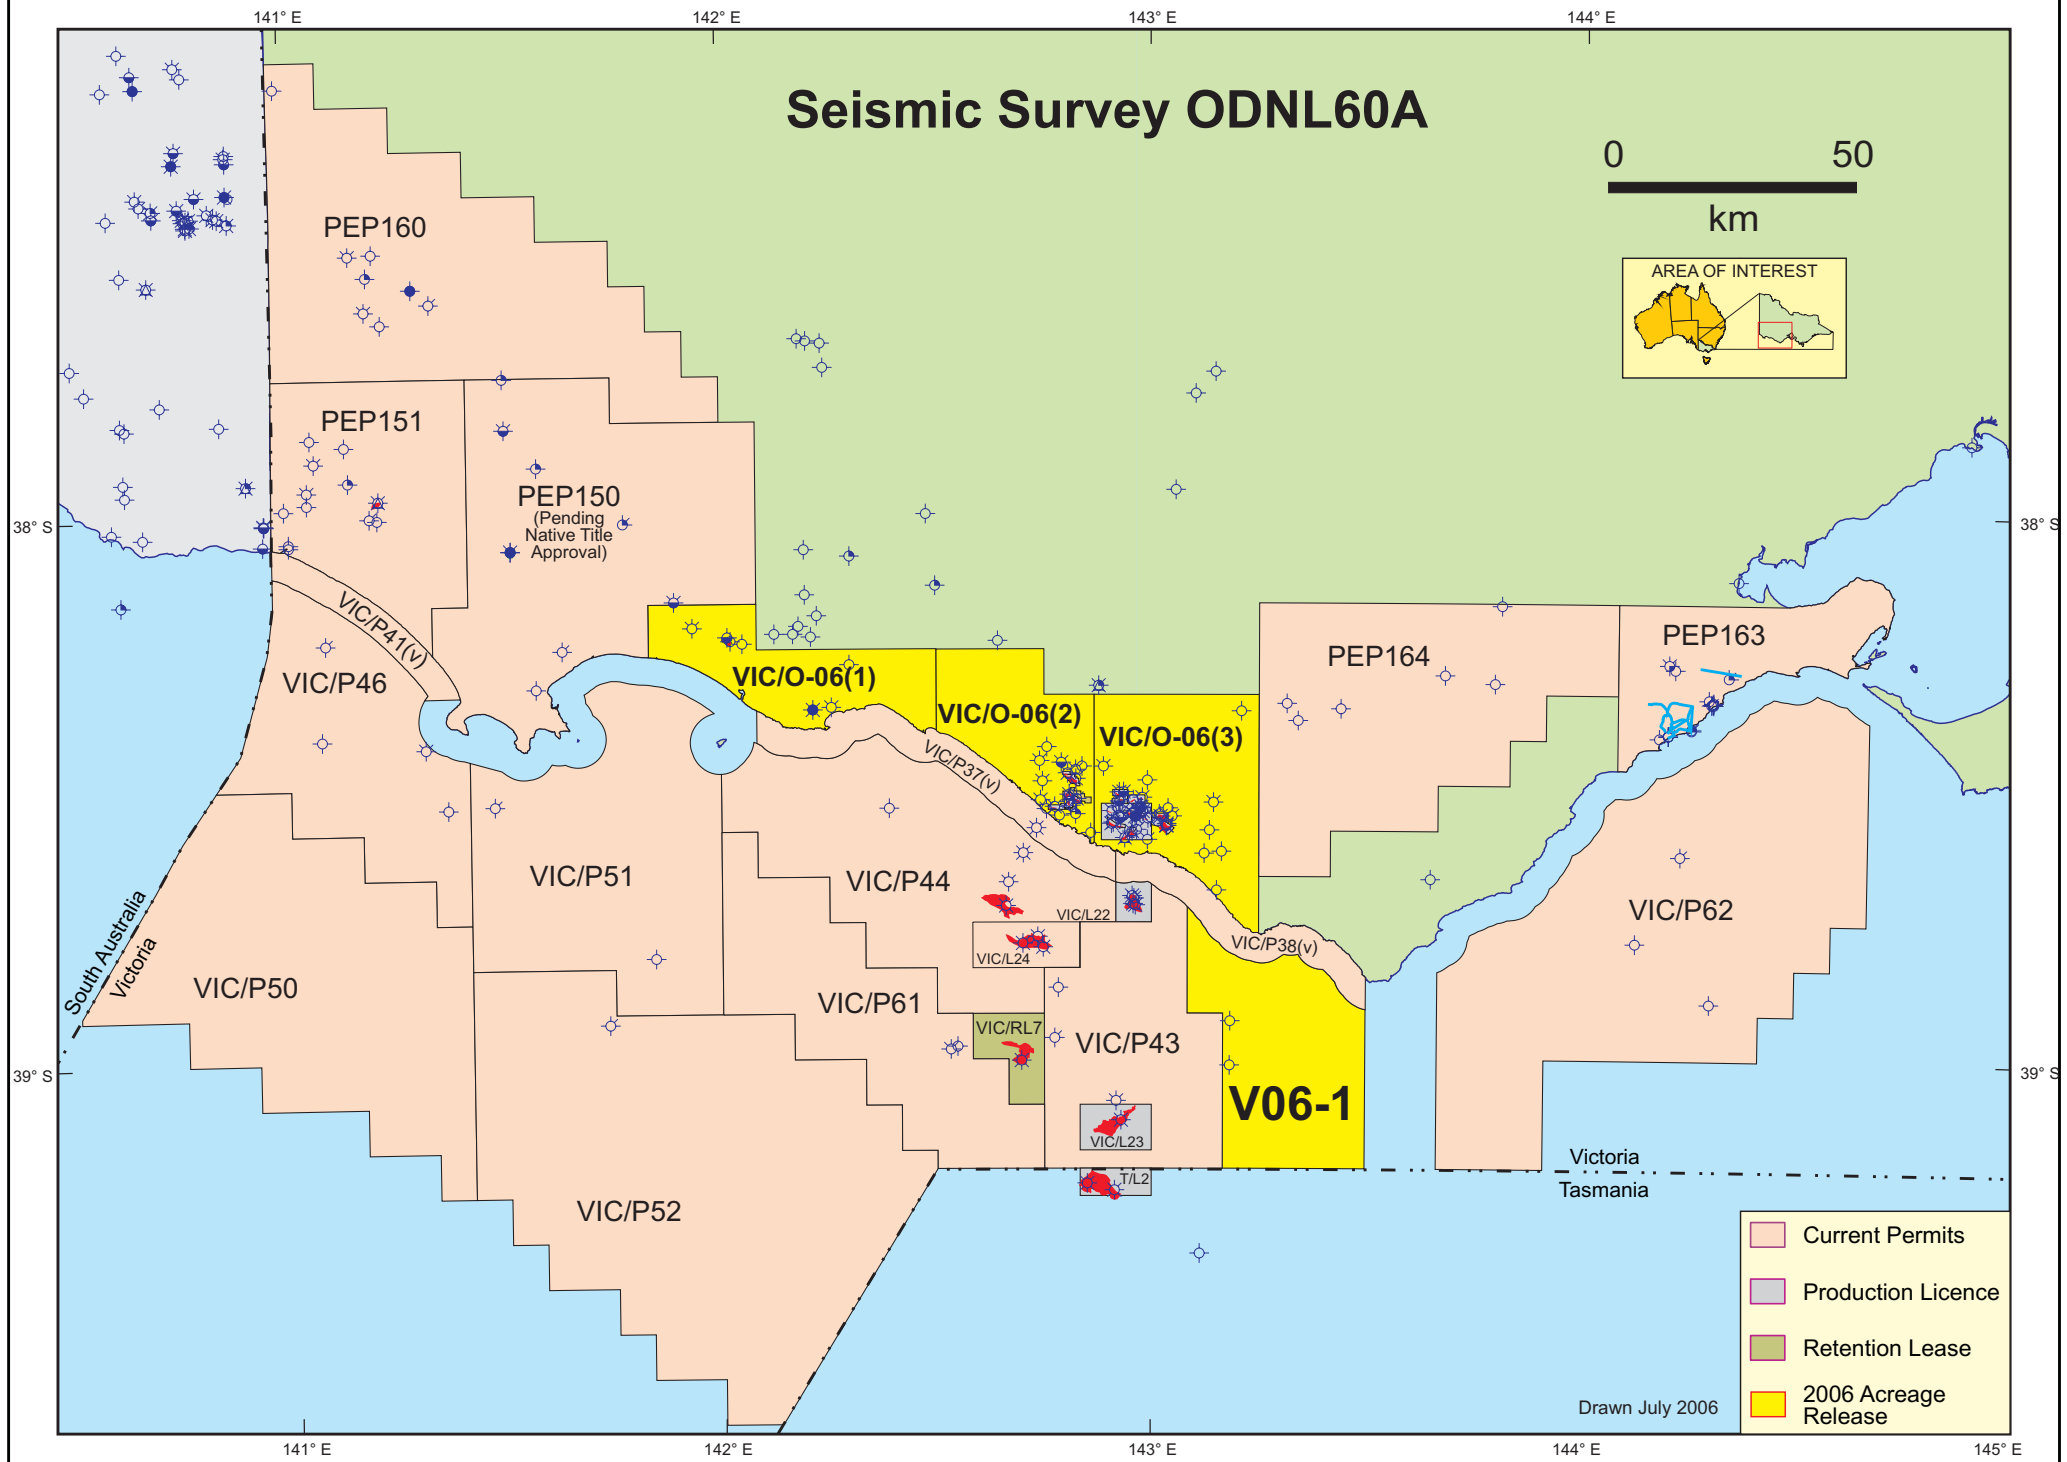 141° E
142° E
143° E
144° E
Seismic Survey ODNL60A
0 50
km
AREA OF INTEREST
PEP160
PEP151
PEP150
(Pending
Native Title
Approval)
38° S
38° S
VIC/P41(v)
VIC/P46
VIC/O-06(1)
VIC/O-06(2)
VIC/O-06(3)
PEP164
PEP163
VIC/P37(v)
VIC/P51
VIC/P44
VIC/L22
VIC/P62
VIC/P38(v)
VIC/L24
South Australia
Victoria
VIC/P50
VIC/P61
VIC/RL7
VIC/P43
39° S
39° S
V06-1
VIC/L23
T/L2
Victoria
Tasmania
VIC/P52
Current Permits
Production Licence
Retention Lease
2006 Acreage
Release
Drawn July 2006
141° E
142° E
143° E
144° E
145° E